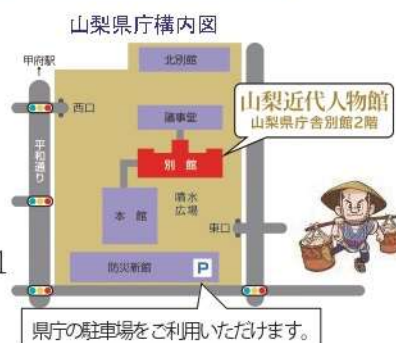 山梨県庁構内図
甲府駅
↑
北別館
西口
議事堂
山梨近代人物館
山梨県庁舎別館2階
平和通り
別館
噴水
広場
本館
東口
防災新館
P
1
県庁の駐車場をご利用いただけます。